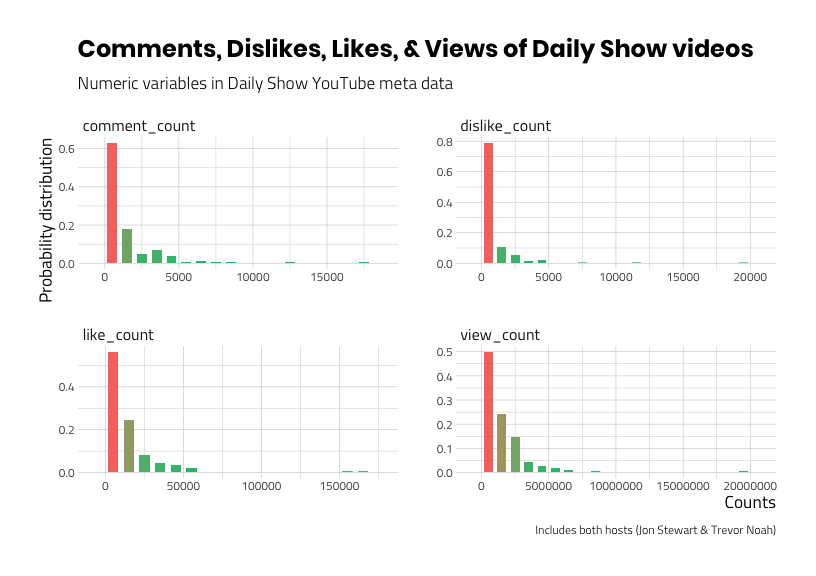 Comments, Dislikes, Likes, & Views of Daily Show videos
Numeric variables in Daily Show YouTube meta data
Probability distribution
comment_count
0.6
0.4
0.2
0.0
0 5000 10000 15000
dislike_count
0.8
0.6
0.4
0.2
0.0
0 5000 10000 15000 20000
like_count
0.4
0.2
0.0
0 50000 100000 150000
view_count
0.5
0.4
0.3
0.2
0.1
0.0
0 5000000 10000000 15000000 20000000
Counts
Includes both hosts (Jon Stewart & Trevor Noah)